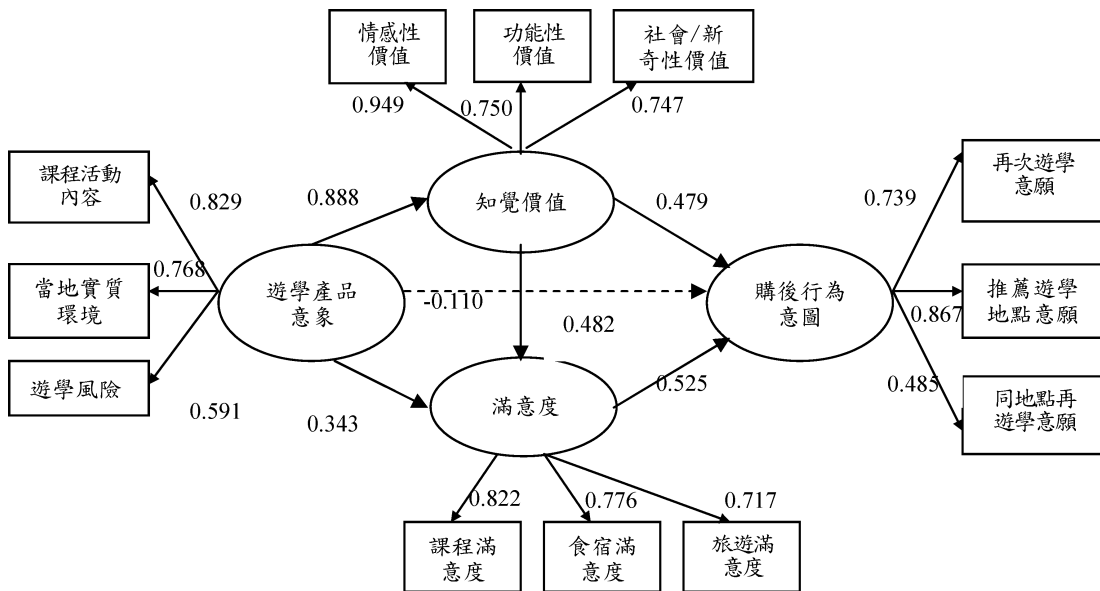 情感性
價值
功能性
價值
社會/新
奇性價值
0.949
0.750
0.747
課程活動
內容
0.829
0.888
知覺價值
0.479
0.739
再次遊學
意願
當地實質
環境
0.768
遊學產品
意象
-0.110
0.482
購後行為
意圖
0.867
推薦遊學
地點意願
遊學風險
0.591
0.343
滿意度
0.525
0.485
同地點再
遊學意願
0.822
0.776
0.717
課程滿
意度
食宿滿
意度
旅遊滿
意度